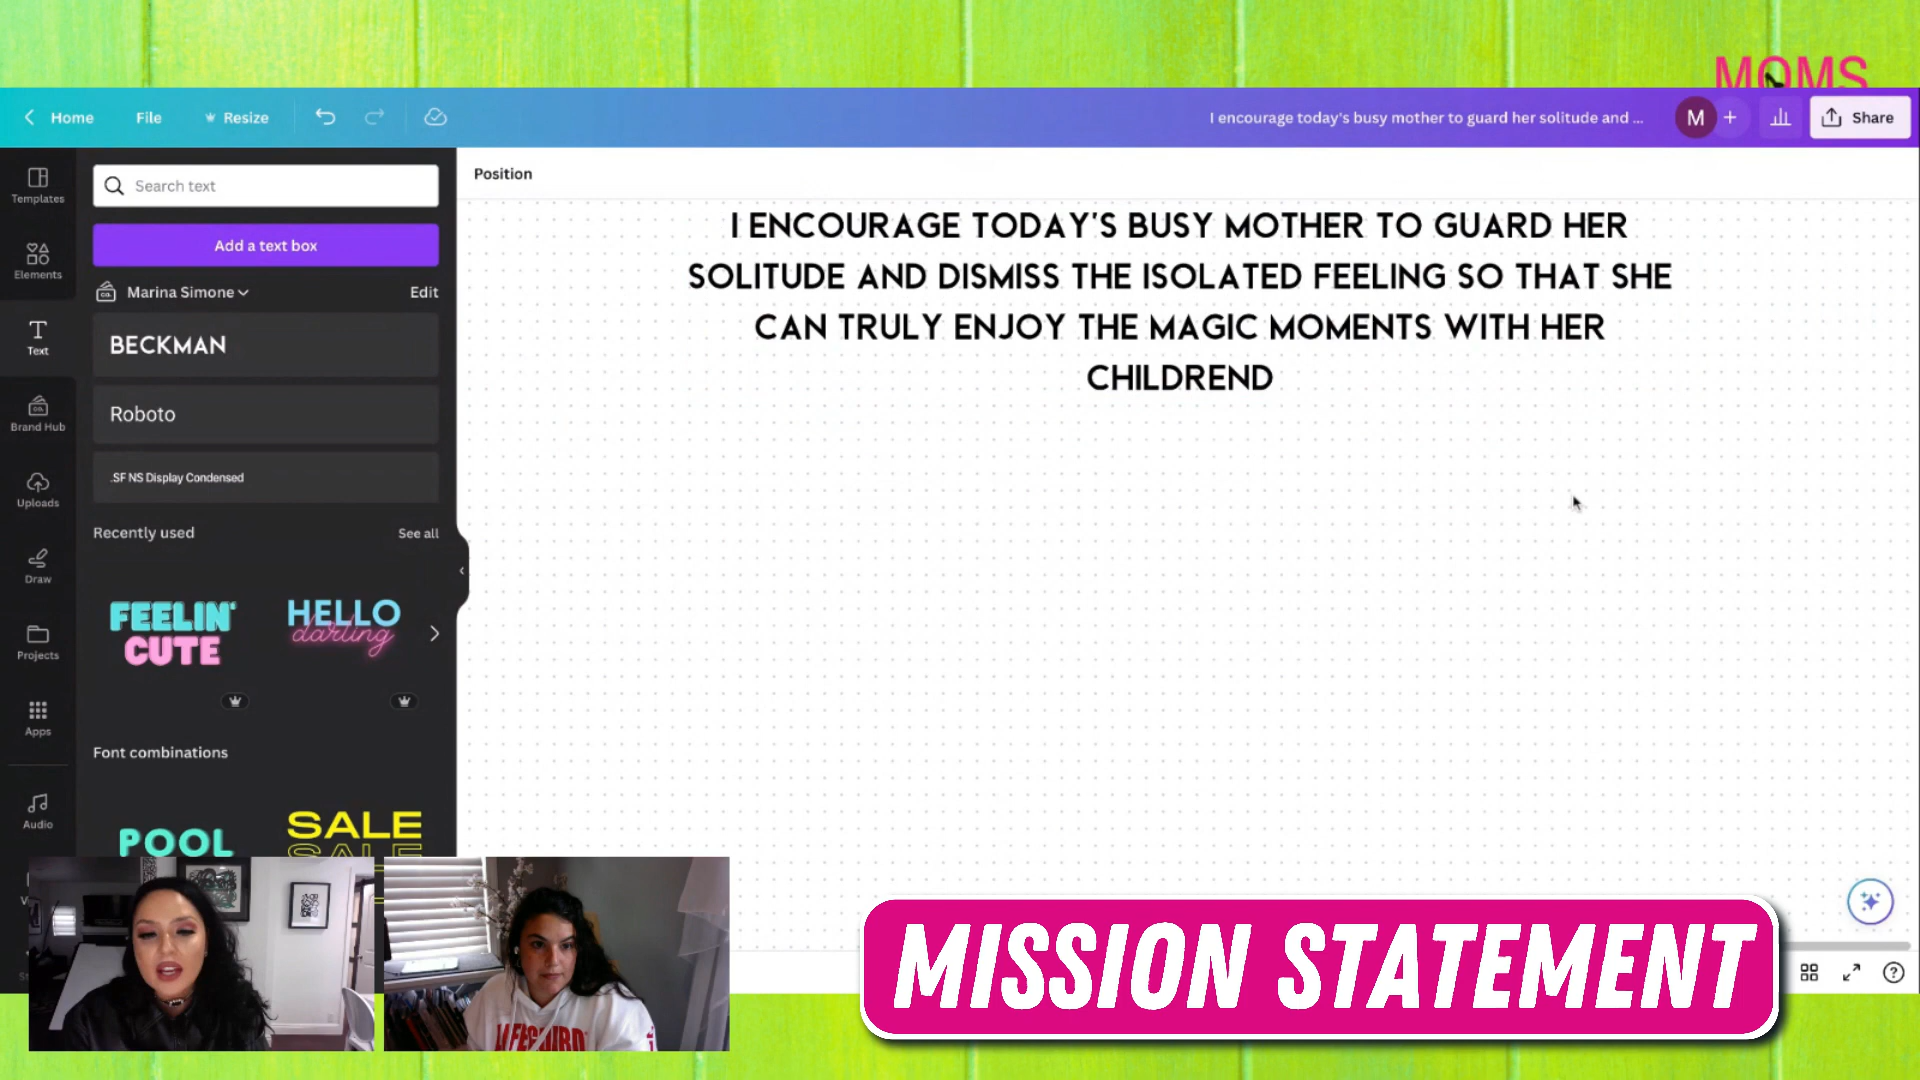 MOMS
Home
File
Resize
I encourage today's busy mother to guard her solitude and ...
M
+
Share
Templates
Elements
Text
Brand Hub
Uploads
Draw
Projects
Apps
Audio
Search text
Add a text box
Marina Simone
Edit
BECKMAN
Roboto
.SF NS Display Condensed
Recently used
See all
FEELIN'
CUTE
HELLO
darling
Font combinations
POOL
SALE
SALE
Position
I ENCOURAGE TODAY'S BUSY MOTHER TO GUARD HER
SOLITUDE AND DISMISS THE ISOLATED FEELING SO THAT SHE
CAN TRULY ENJOY THE MAGIC MOMENTS WITH HER
CHILDREND
MISSION STATEMENT
?